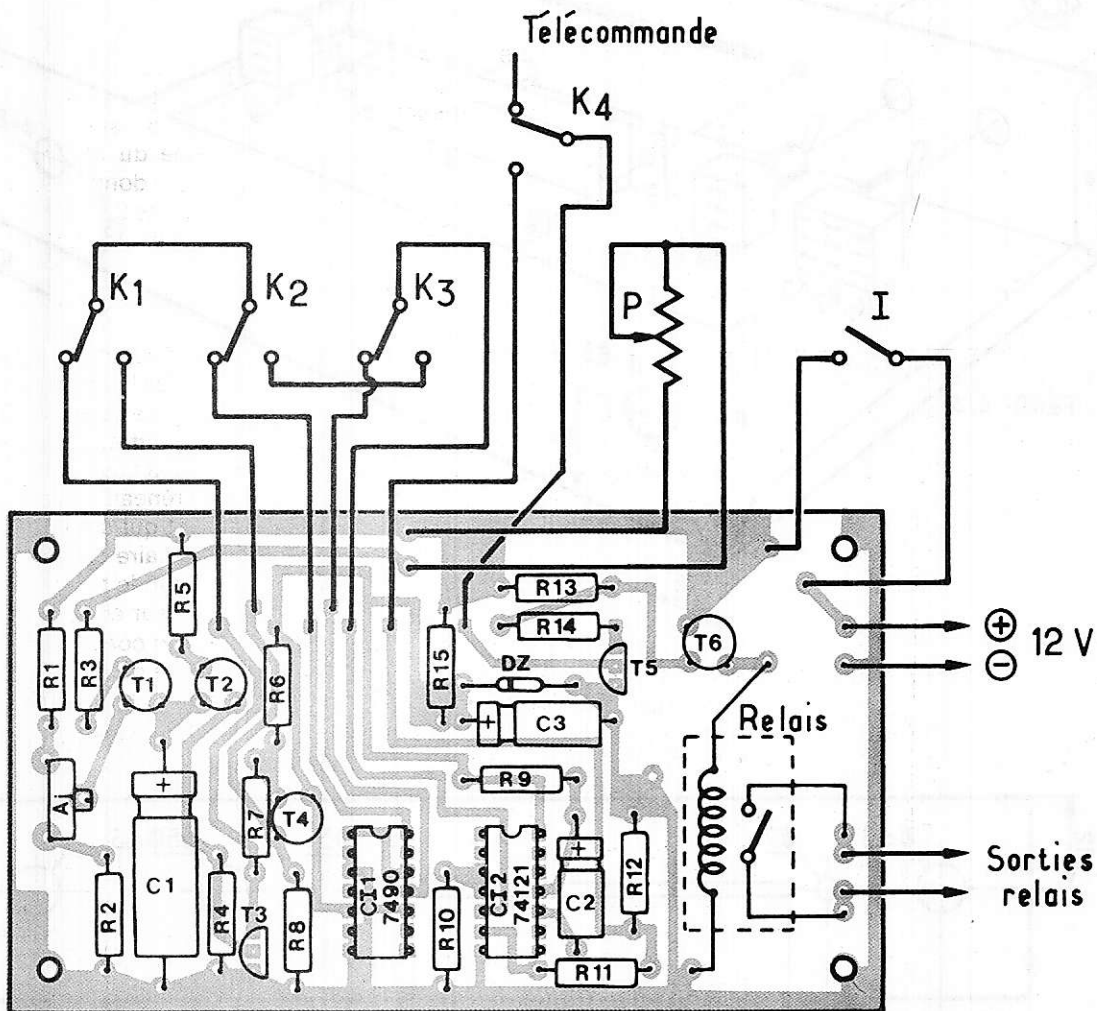 Télécommande
K4
K1
K2
K3
P
I
R5
R13
R14
R1
R3
T1
T2
R6
R15
DZ
T5
T6
⊕ 12 V
⊖
C3
Relais
A
R7
T4
R9
R12
C1
R2
R4
T3
R8
CI1
7490
R10
CI2
74121
C2
R11
Sorties
relais